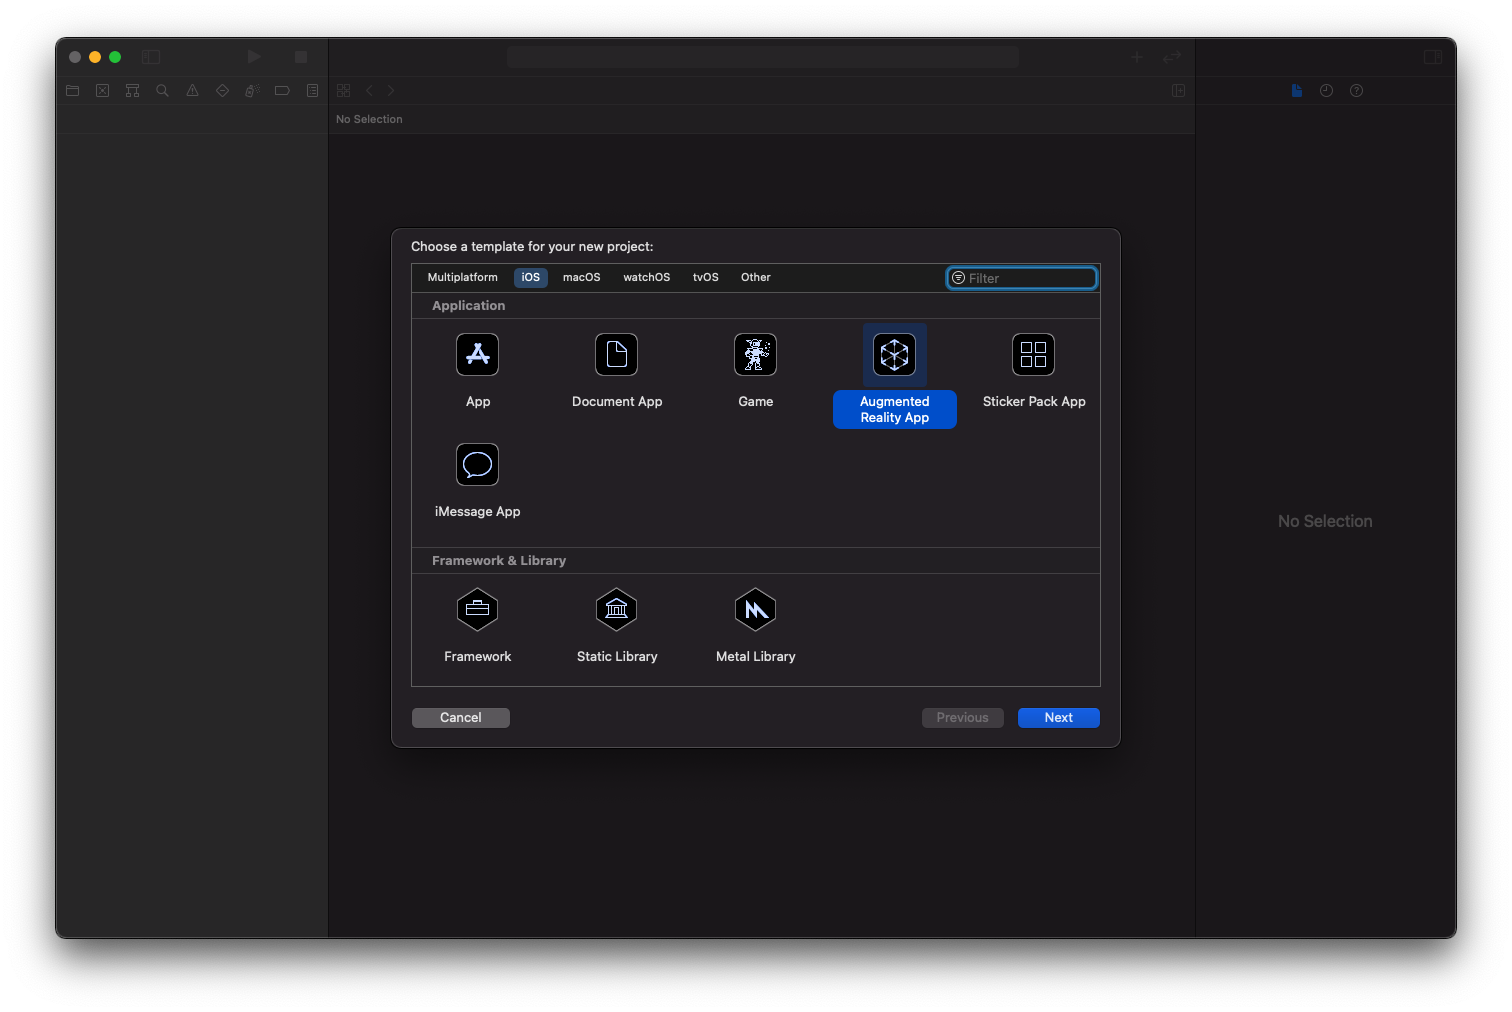 No Selection
Choose a template for your new project:
Multiplatform iOS macOS watchOS tvOS Other Filter
Application
App Document App Game Augmented Reality App Sticker Pack App
iMessage App
Framework & Library
Framework Static Library Metal Library
Cancel Previous Next
No Selection